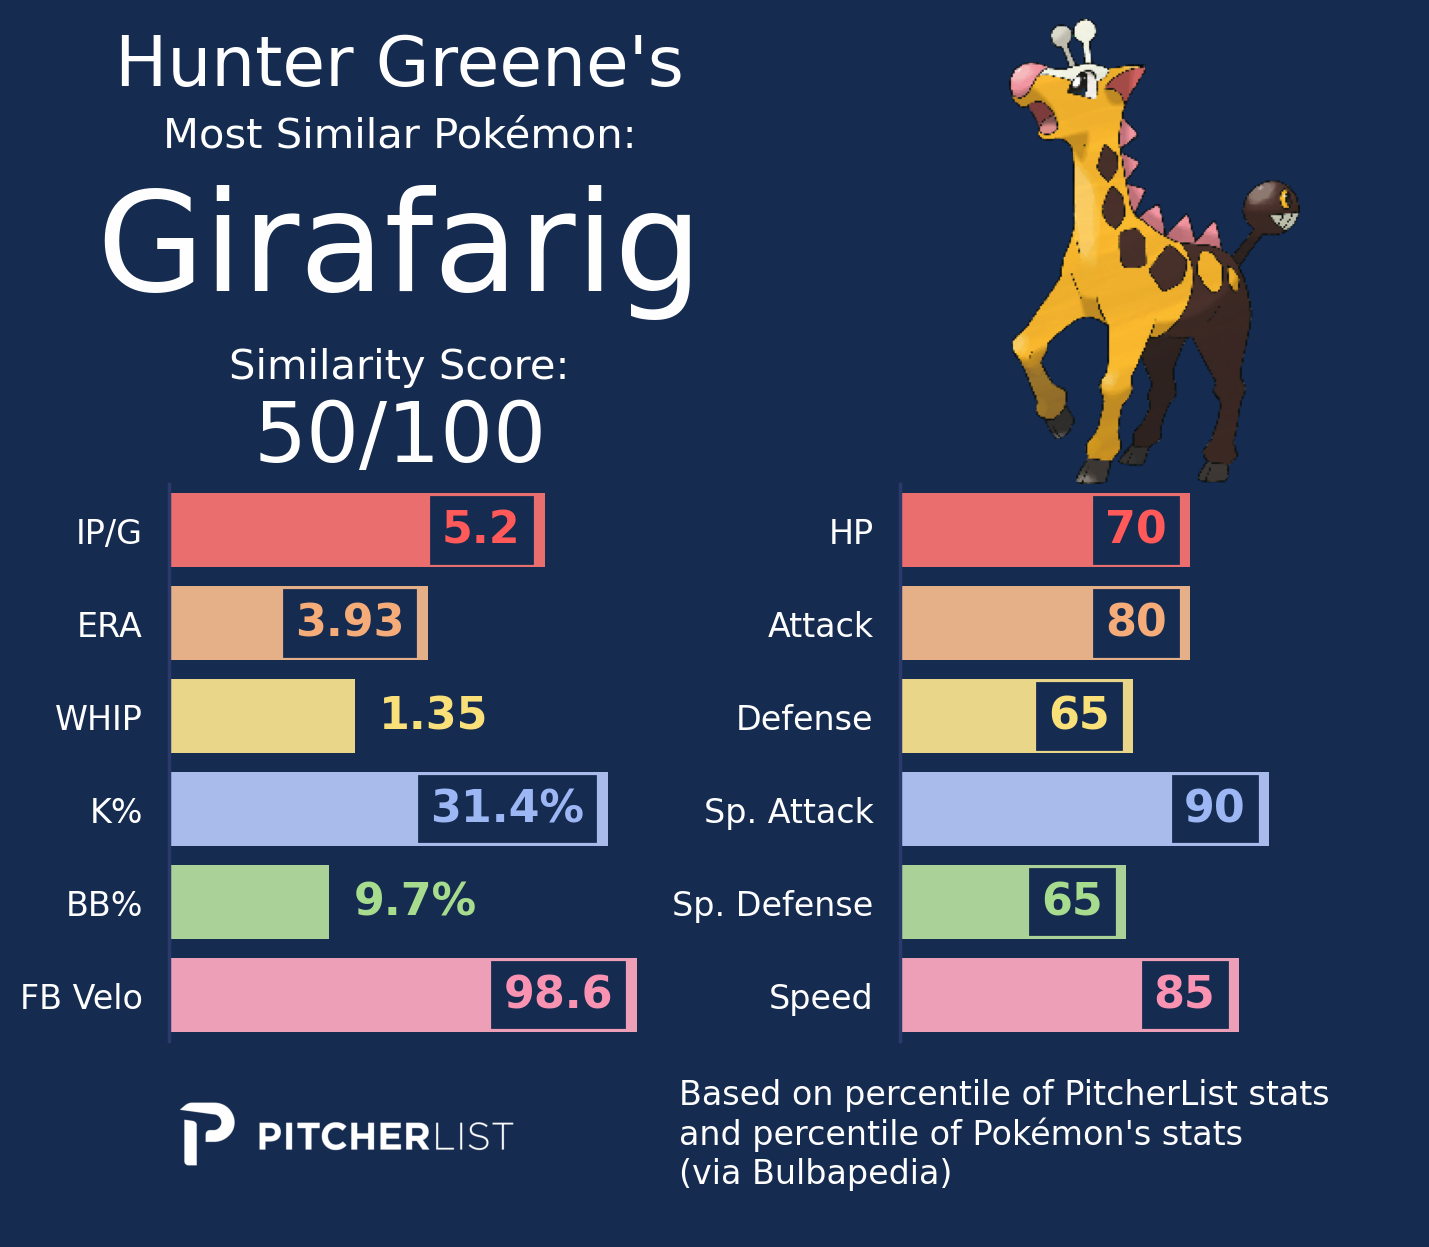 Hunter Greene's
Most Similar Pokémon:
Girafarig
Similarity Score:
50/100
IP/G 5.2
ERA 3.93
WHIP 1.35
K% 31.4%
BB% 9.7%
FB Velo 98.6
HP 70
Attack 80
Defense 65
Sp. Attack 90
Sp. Defense 65
Speed 85
PITCHERLIST
Based on percentile of PitcherList stats
and percentile of Pokémon's stats
(via Bulbapedia)